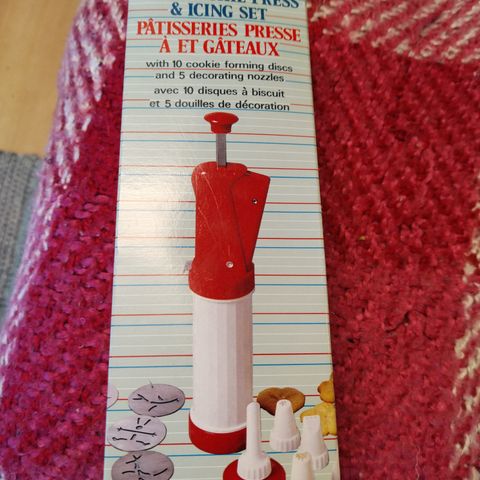 PRESS
& ICING SET
PÂTISSERIES PRESSE
À ET GÂTEAUX
with 10 cookie forming discs
and 5 decorating nozzles
avec 10 disques à biscuit
et 5 douilles de décoration